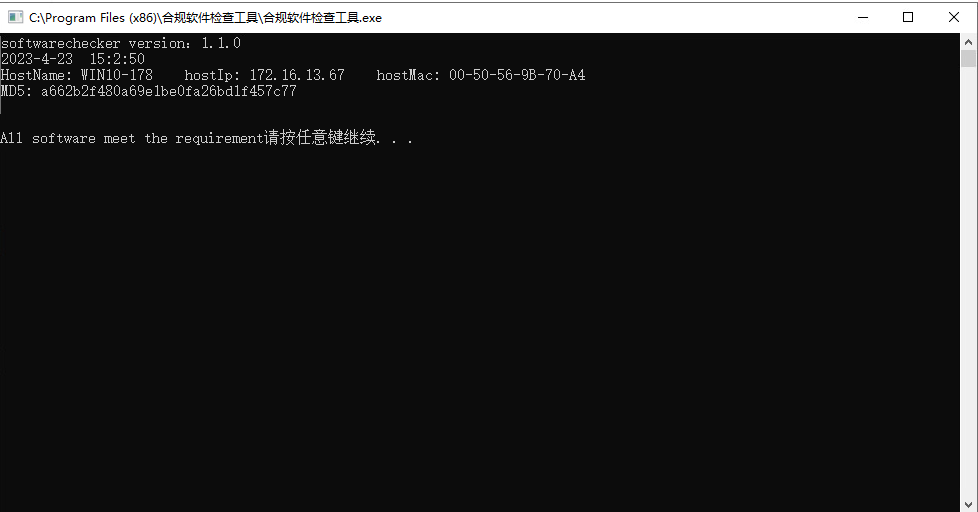 C:\Program Files (x86)\合规软件检查工具\合规软件检查工具.exe
softwarechecker version: 1.1.0
2023-4-23  15:2:50
HostName: WIN10-178    hostIp: 172.16.13.67    hostMac: 00-50-56-9B-70-A4
MD5: a662b2f480a69e1be0fa26bd1f457c77
All software meet the requirement请按任意键继续. . .